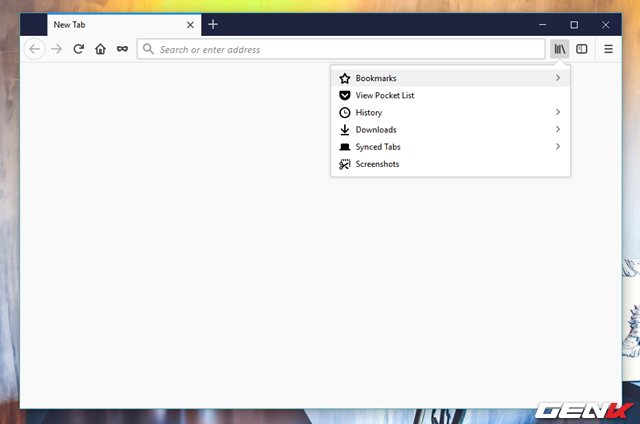 New Tab
Search or enter address
Bookmarks
View Pocket List
History
Downloads
Synced Tabs
Screenshots
GENK